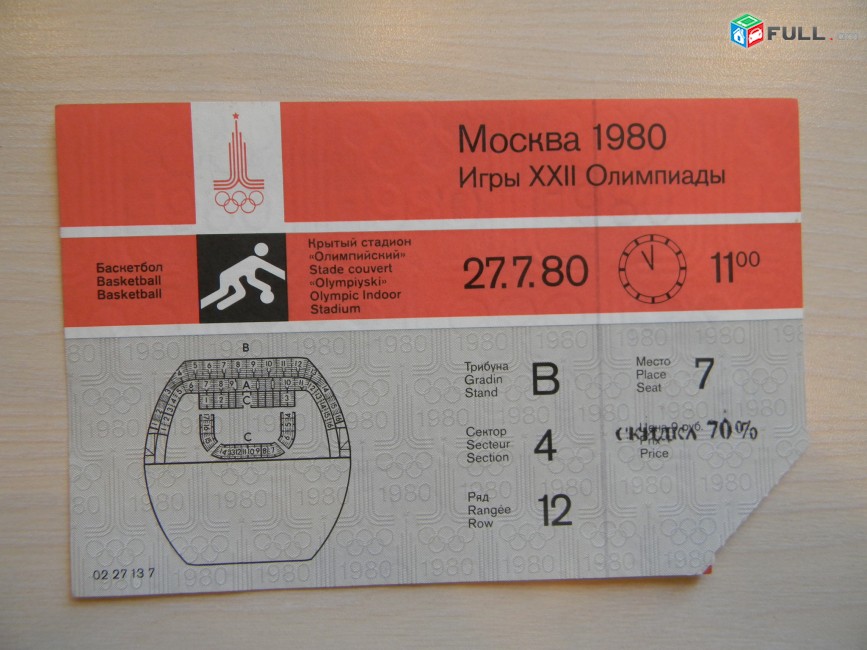 FULL.am
Москва 1980
Игры XXII Олимпиады
Баскетбол
Basketball
Basketball
Крытый стадион
«Олимпийский»
Stade couvert
«Olympiyski»
Olympic Indoor
Stadium
27.7.80
11⁰⁰
B
A
C
C
Трибуна
Gradin
Stand
B
Место
Place
Seat
7
Сектор
Secteur
Section
4
скидка 70%
Price
Ряд
Rangée
Row
12
02 27 13 7